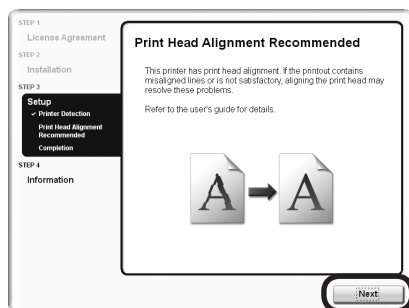 STEP 1
License Agreement
STEP 2
Installation
STEP 3
Setup
✓ Printer Detection
Print Head Alignment
Recommended
Completion
STEP 4
Information
Print Head Alignment Recommended
This printer has print head alignment. If the printout contains
misaligned lines or is not satisfactory, aligning the print head may
resolve these problems.
Refer to the user's guide for details.
A
A
Next